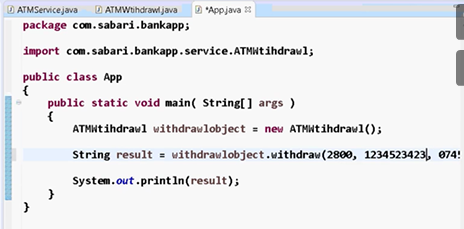 ATMService.java ATMWtihdrawl.java *App.java
package com.sabari.bankapp;
import com.sabari.bankapp.service.ATMWtihdrawl;
public class App
{
public static void main( String[] args )
{
ATMWtihdrawl withdrawlobject = new ATMWtihdrawl();
String result = withdrawlobject.withdraw(2800, 1234523423, 0745
System.out.println(result);
}
}